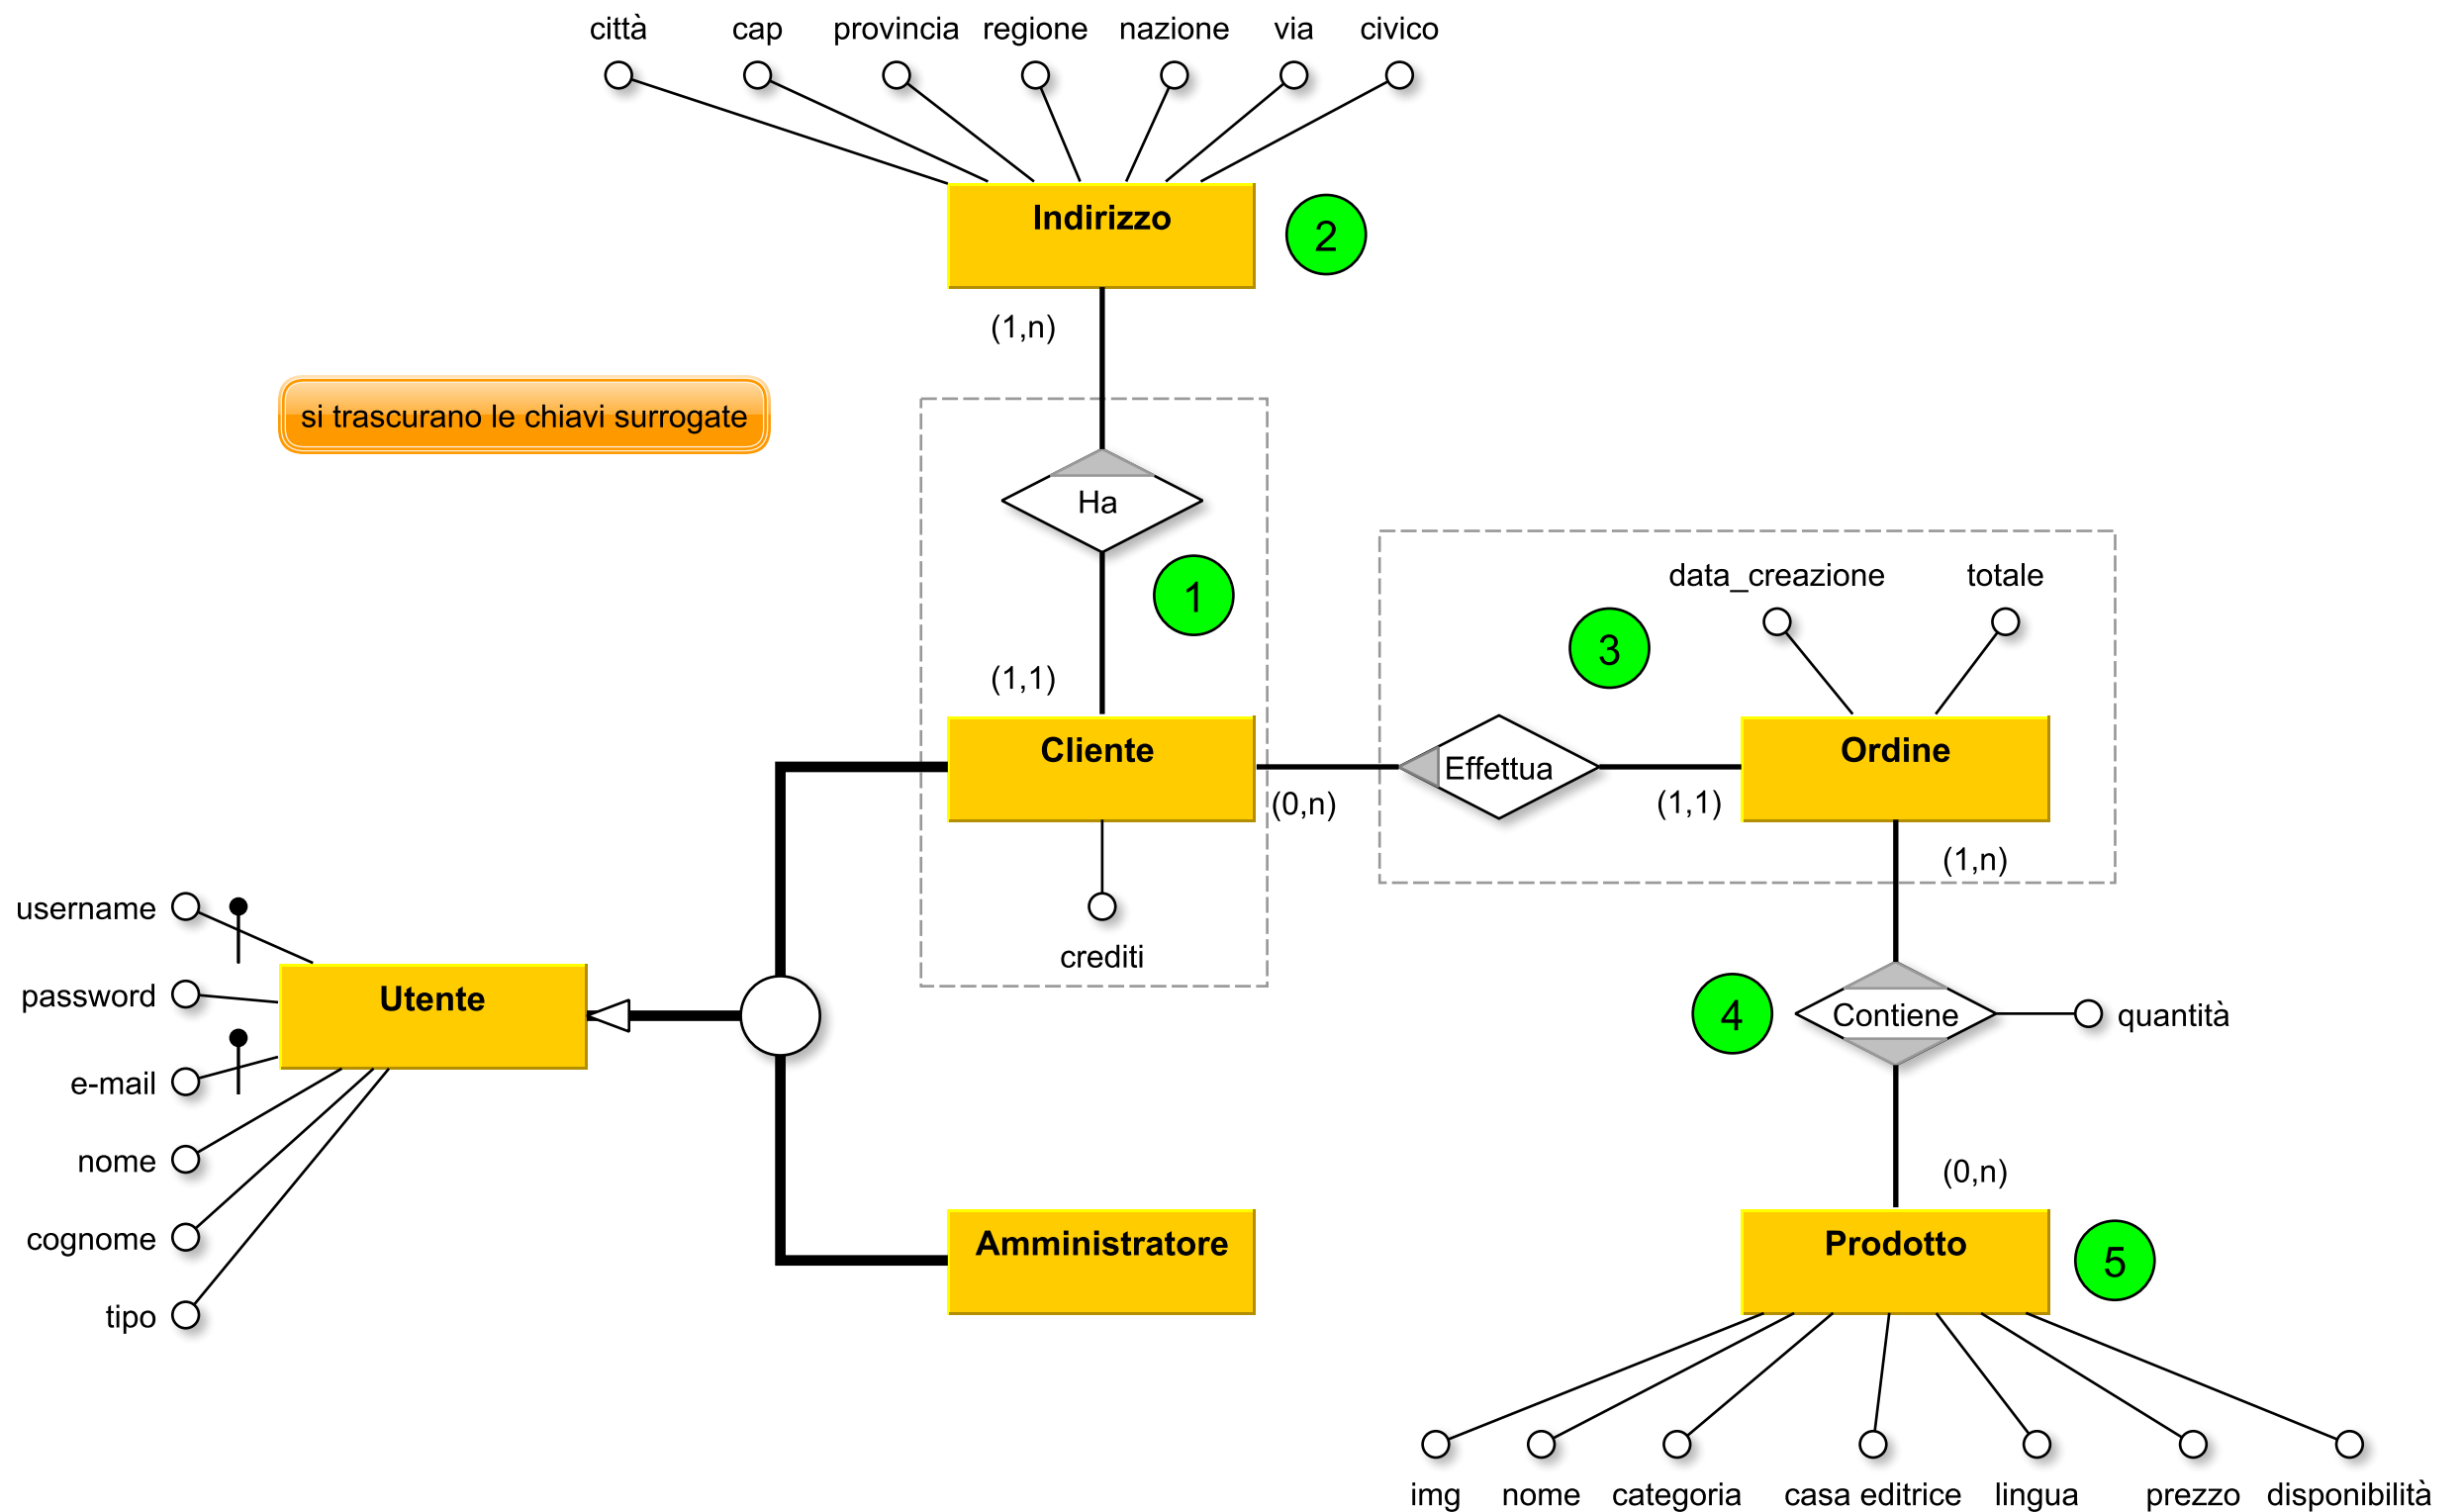 città cap provincia regione nazione via civico
Indirizzo
2
(1,n)
si trascurano le chiavi surrogate
Ha
1
data_creazione totale
3
(1,1)
Cliente
Effettua
Ordine
(0,n)
(1,1)
(1,n)
username
crediti
password
Utente
4
Contiene
quantità
e-mail
nome
(0,n)
cognome
Amministratore
Prodotto
5
tipo
img nome categoria casa editrice lingua prezzo disponibilità